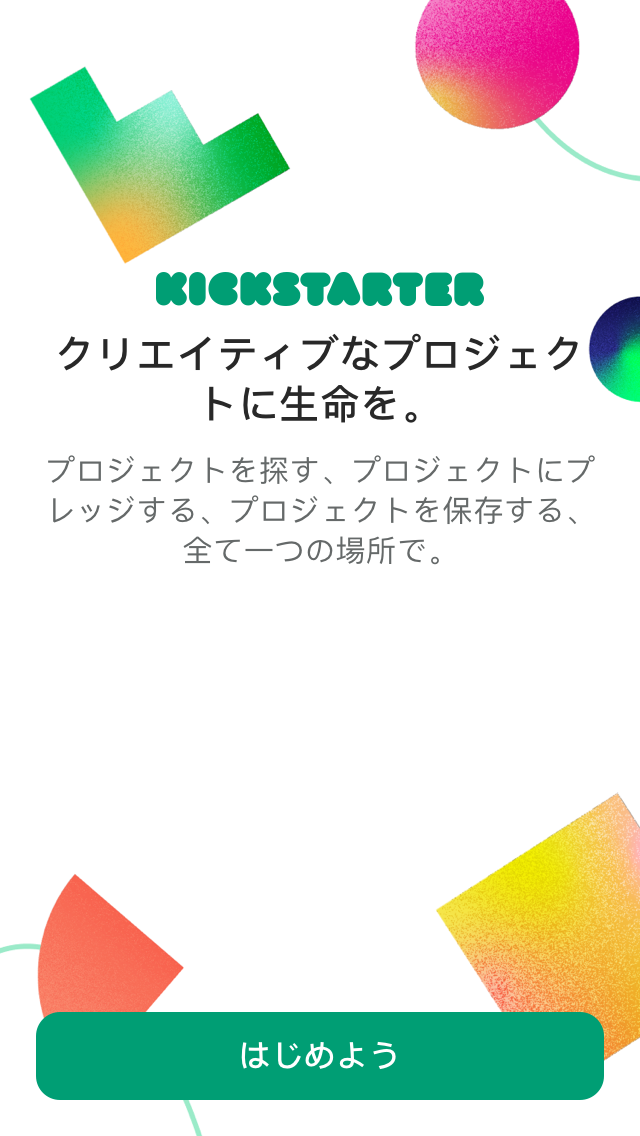 KICKSTARTER
クリエイティブなプロジェク
トに生命を。
プロジェクトを探す、プロジェクトにプ
レッジする、プロジェクトを保存する、
全て一つの場所で。
はじめよう